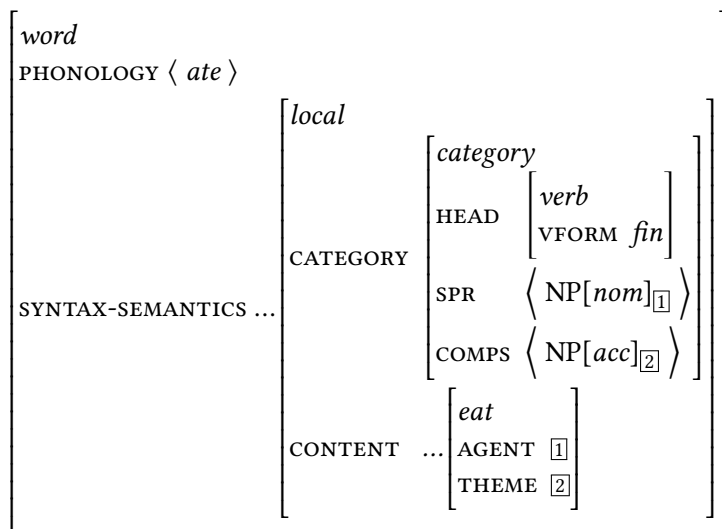 word
PHONOLOGY ⟨ ate ⟩
local
category
HEAD verb
VFORM fin
CATEGORY
SPR ⟨ NP[nom]1 ⟩
SYNTAX-SEMANTICS ...
COMPS ⟨ NP[acc]2 ⟩
eat
CONTENT ... AGENT 1
THEME 2